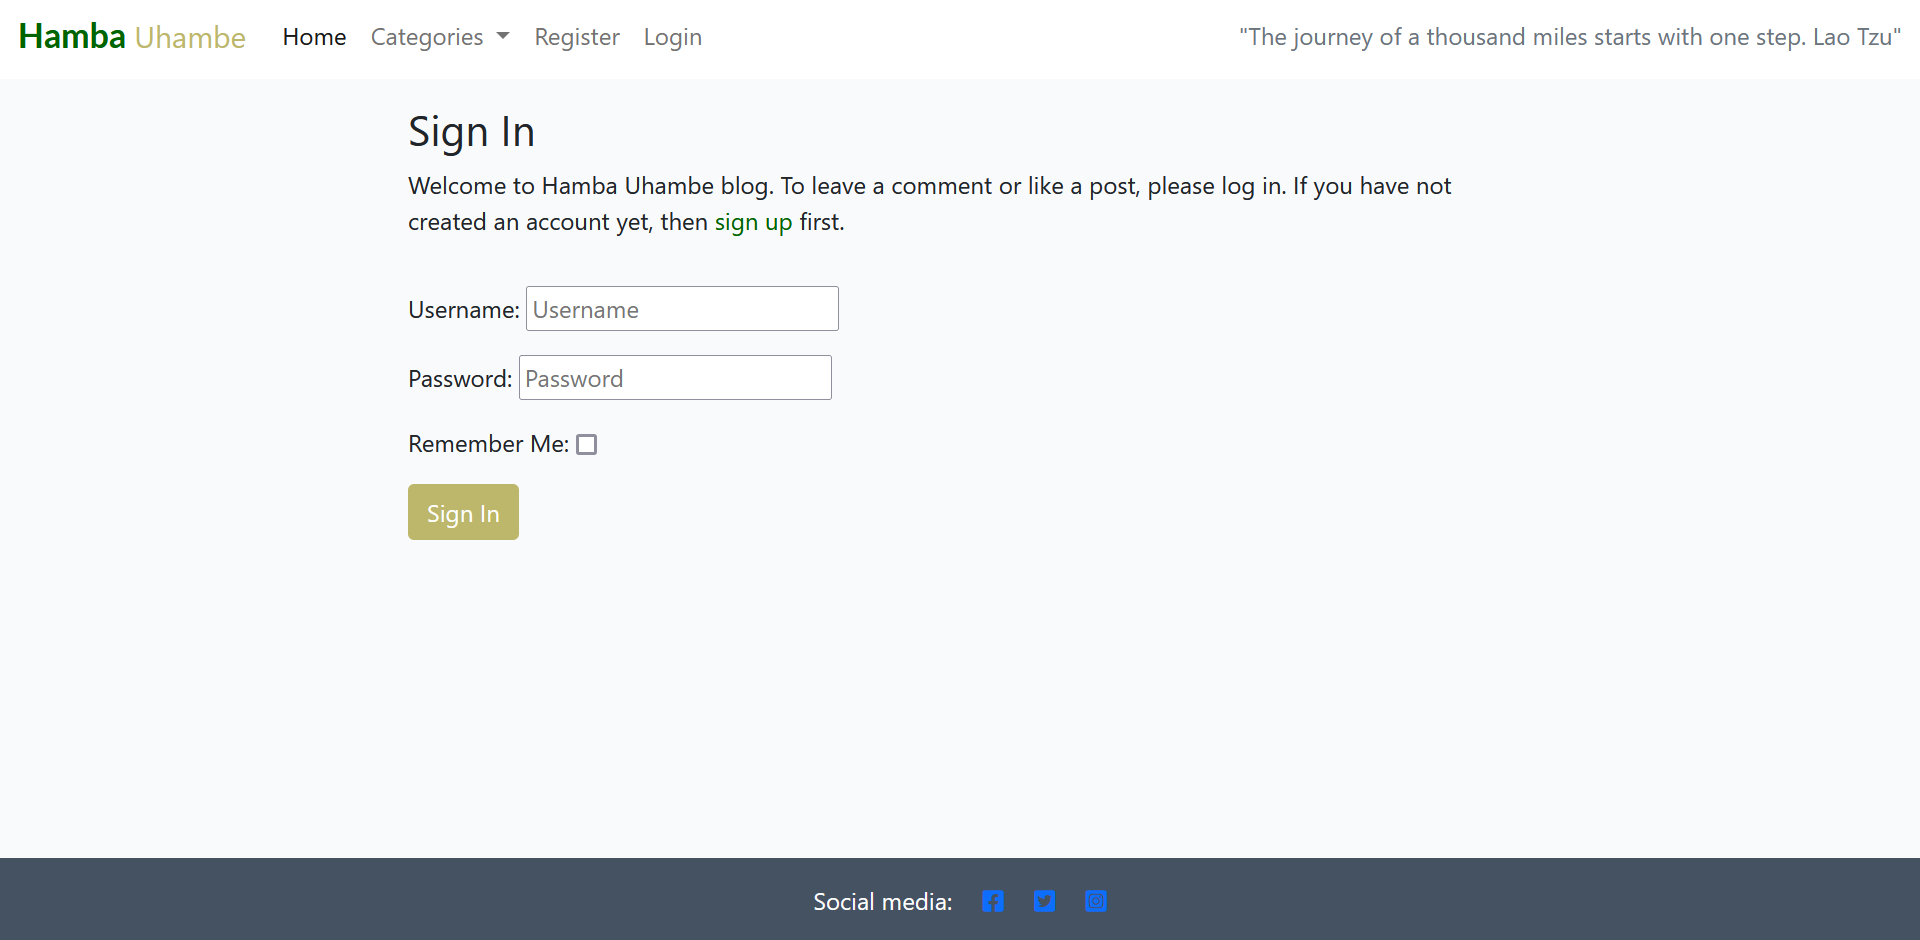 Hamba Uhambe Home Categories Register Login "The journey of a thousand miles starts with one step. Lao Tzu"
Sign In
Welcome to Hamba Uhambe blog. To leave a comment or like a post, please log in. If you have not
created an account yet, then sign up first.
Username: Username
Password: Password
Remember Me:
Sign In
Social media: